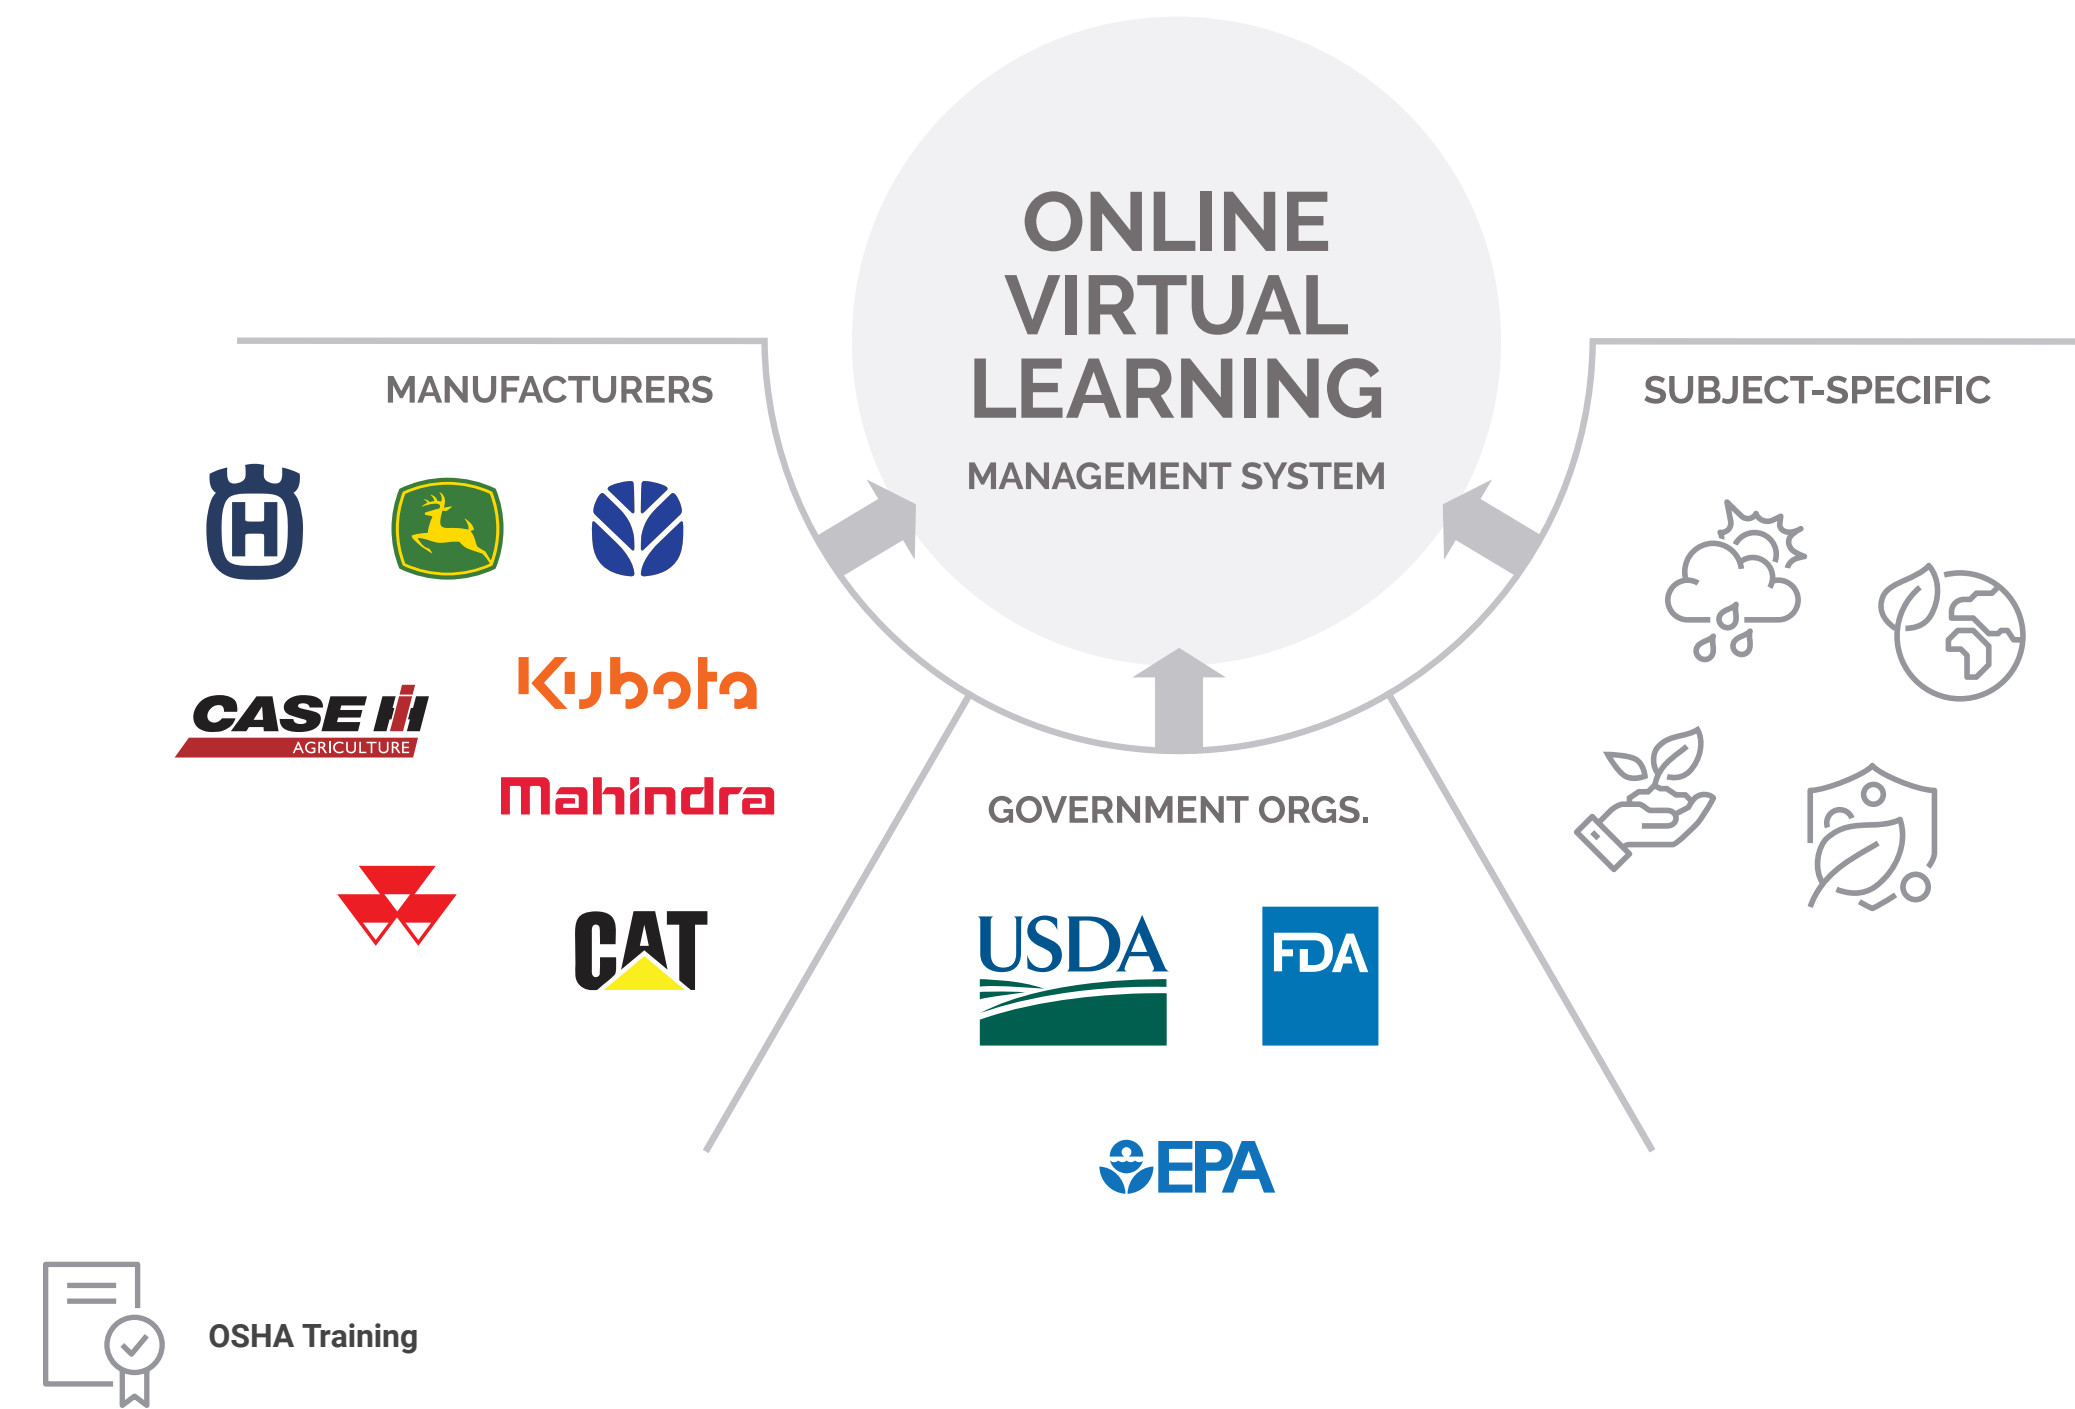 ONLINE
VIRTUAL
LEARNING
MANAGEMENT SYSTEM
MANUFACTURERS
H
CASE IH
AGRICULTURE
Kubota
Mahindra
CAT
GOVERNMENT ORGS.
USDA
FDA
EPA
SUBJECT-SPECIFIC
OSHA Training